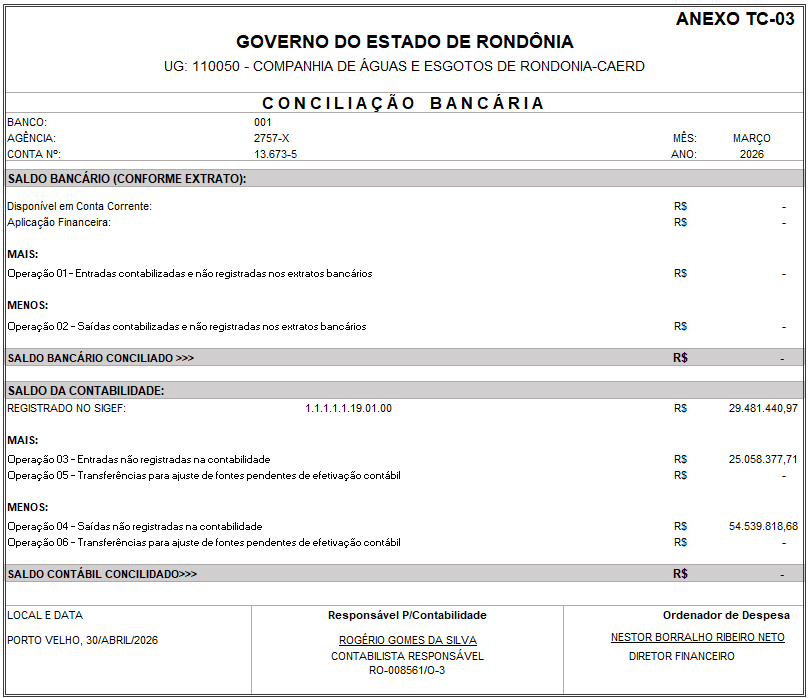 ANEXO TC-03
GOVERNO DO ESTADO DE RONDÔNIA
UG: 110050 - COMPANHIA DE ÁGUAS E ESGOTOS DE RONDONIA-CAERD
CONCILIAÇÃO BANCÁRIA
BANCO: 001
AGÊNCIA: 2757-X MÊS: MARÇO
CONTA Nº: 13.673-5 ANO: 2026
SALDO BANCÁRIO (CONFORME EXTRATO):
Disponível em Conta Corrente: R$ -
Aplicação Financeira: R$ -
MAIS:
Operação 01 - Entradas contabilizadas e não registradas nos extratos bancários R$ -
MENOS:
Operação 02 - Saídas contabilizadas e não registradas nos extratos bancários R$ -
SALDO BANCÁRIO CONCILIADO >>> R$ -
SALDO DA CONTABILIDADE:
REGISTRADO NO SIGEF: 1.1.1.1.1.19.01.00 R$ 29.481.440,97
MAIS:
Operação 03 - Entradas não registradas na contabilidade R$ 25.058.377,71
Operação 05 - Transferências para ajuste de fontes pendentes de efetivação contábil R$ -
MENOS:
Operação 04 - Saídas não registradas na contabilidade R$ 54.539.818,68
Operação 06 - Transferências para ajuste de fontes pendentes de efetivação contábil R$ -
SALDO CONTÁBIL CONCILIDADO>>> R$ -
LOCAL E DATA Responsável P/Contabilidade Ordenador de Despesa
PORTO VELHO, 30/ABRIL/2026 ROGÉRIO GOMES DA SILVA NESTOR BORRALHO RIBEIRO NETO
CONTABILISTA RESPONSÁVEL DIRETOR FINANCEIRO
RO-008561/O-3